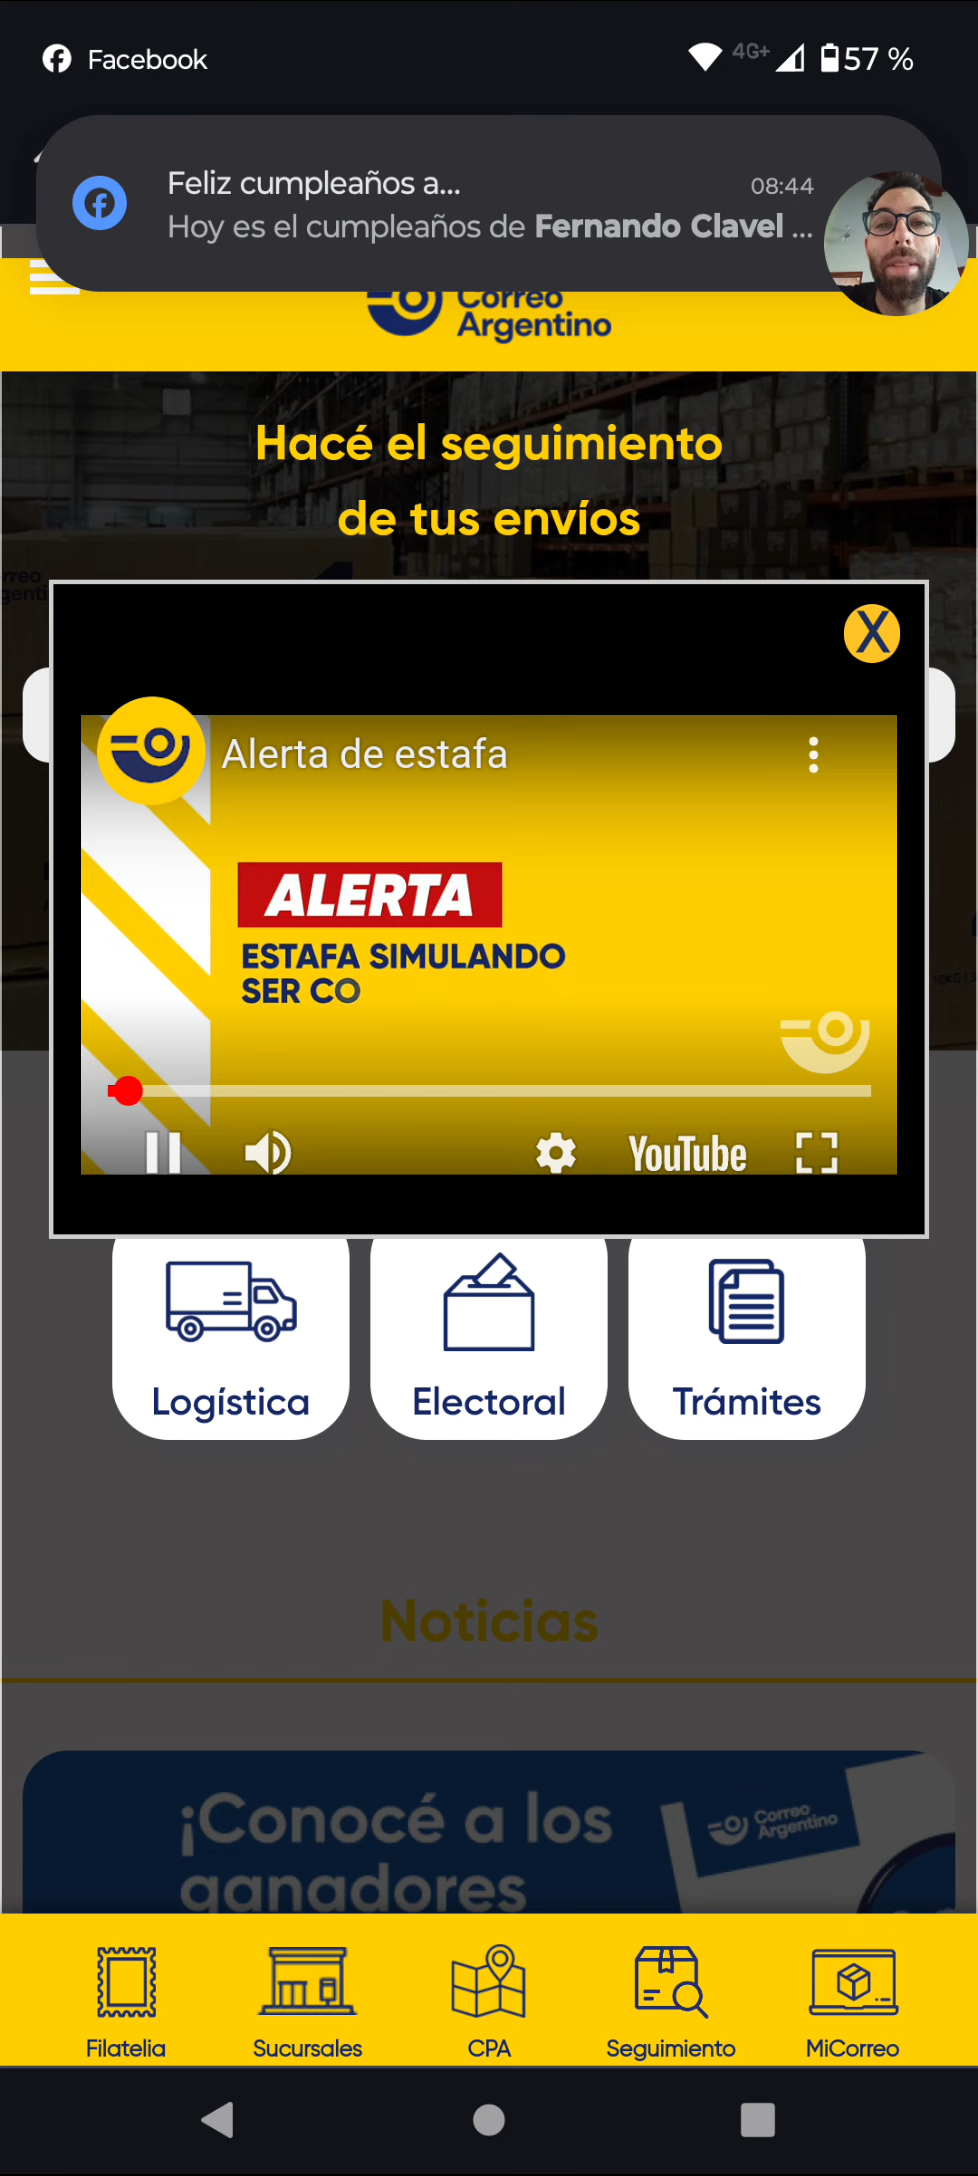 Facebook
4G+
57 %
Feliz cumpleaños a...
08:44
Hoy es el cumpleaños de Fernando Clavel ...
Correo
Argentino
Hacé el seguimiento
de tus envíos
X
Alerta de estafa
ALERTA
ESTAFA SIMULANDO
SER CO
YouTube
Logística
Electoral
Trámites
Noticias
¡Conocé a los
ganadores
Correo
Argentino
Filatelia
Sucursales
CPA
Seguimiento
MiCorreo